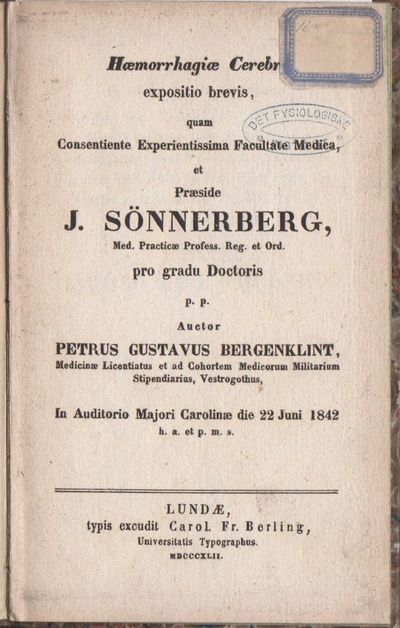 Hæmorrhagiæ Cerebri
expositio brevis,
quam
Consentiente Experientissima Facultate Medica,
et
Præside
J. SÖNNERBERG,
Med. Practicæ Profess. Reg. et Ord.
pro gradu Doctoris
p. p.
Auctor
PETRUS GUSTAVUS BERGENKLINT,
Medicinæ Licentiatus et ad Cohortem Medicorum Militarium
Stipendiarius, Vestrogothus,
In Auditorio Majori Carolinæ die 22 Juni 1842
h. a. et p. m. s.
LUNDÆ,
typis excudit Carol. Fr. Berling,
Universitatis Typographus.
MDCCCXLII.
DET FYSIOLOGISKE